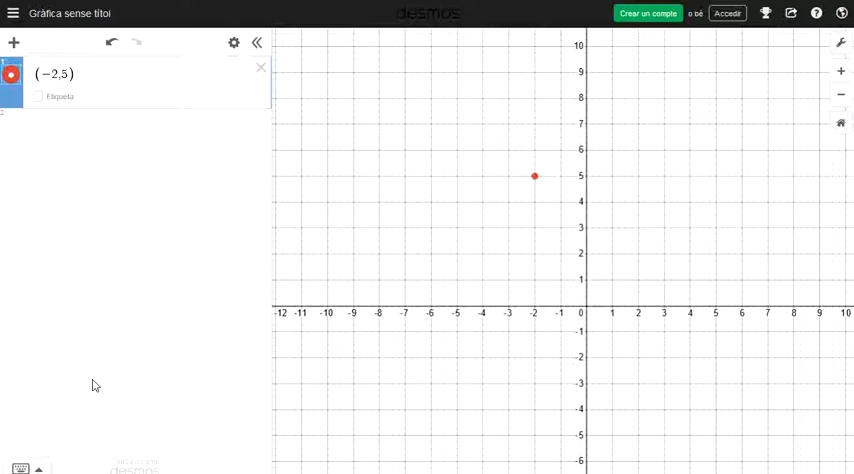 Gràfica sense títol
desmos
Crear un compte
o bé
Accedir
1
(−2,5)
Etiqueta
2
10
9
8
7
6
5
4
3
2
1
-12 -11 -10 -9 -8 -7 -6 -5 -4 -3 -2 -1 0 1 2 3 4 5 6 7 8 9 10
-1
-2
-3
-4
-5
-6
desmos